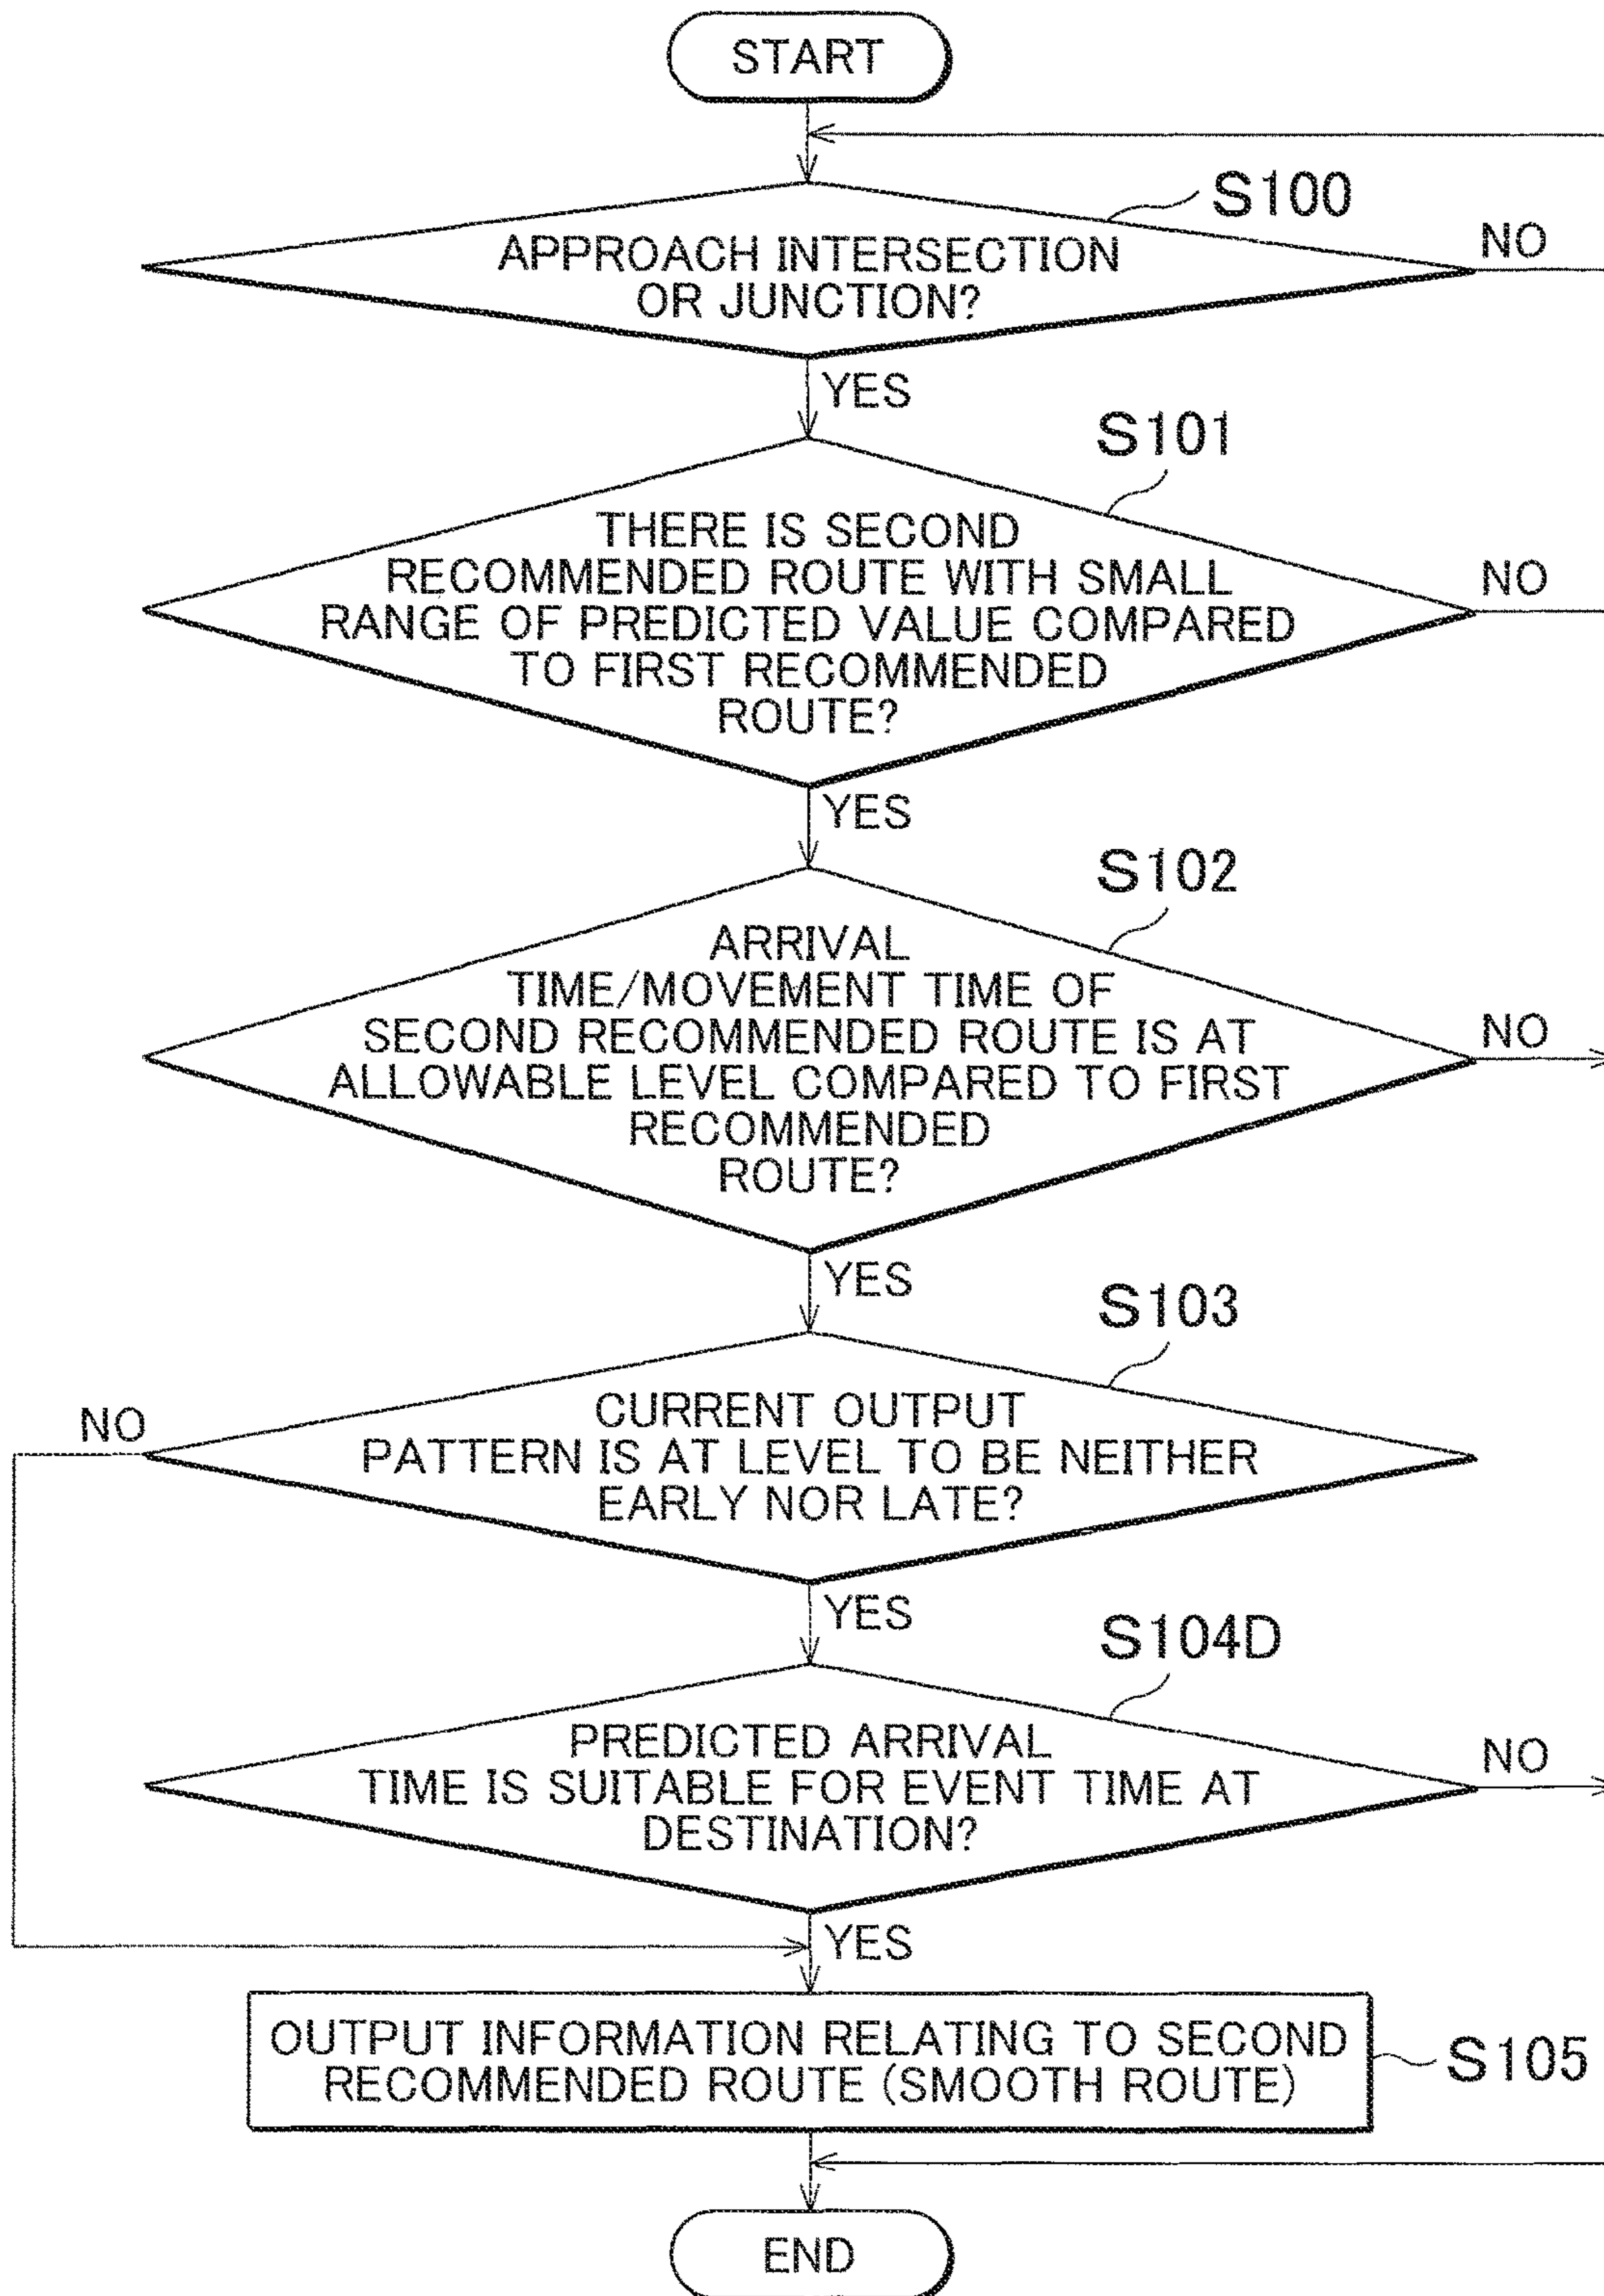 START
S100
APPROACH INTERSECTION
OR JUNCTION?
NO
YES
S101
THERE IS SECOND
RECOMMENDED ROUTE WITH SMALL
RANGE OF PREDICTED VALUE COMPARED
TO FIRST RECOMMENDED
ROUTE?
NO
YES
S102
ARRIVAL
TIME/MOVEMENT TIME OF
SECOND RECOMMENDED ROUTE IS AT
ALLOWABLE LEVEL COMPARED TO FIRST
RECOMMENDED
ROUTE?
NO
YES
S103
CURRENT OUTPUT
PATTERN IS AT LEVEL TO BE NEITHER
EARLY NOR LATE?
NO
YES
S104D
PREDICTED ARRIVAL
TIME IS SUITABLE FOR EVENT TIME AT
DESTINATION?
NO
YES
OUTPUT INFORMATION RELATING TO SECOND
RECOMMENDED ROUTE (SMOOTH ROUTE)
S105
END